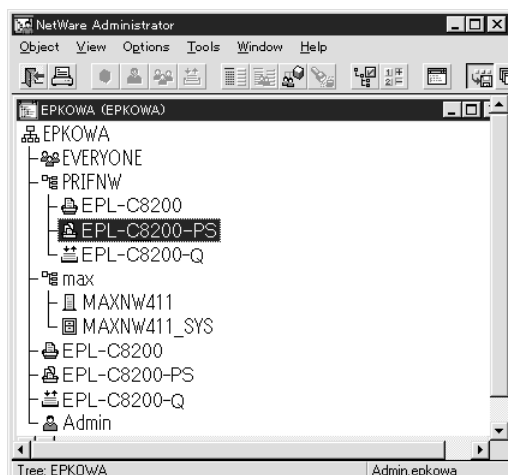 NetWare Administrator
Object View Options Tools Window Help
EPKOWA (EPKOWA)
EPKOWA
EVERYONE
PRIFNW
EPL-C8200
EPL-C8200-PS
EPL-C8200-Q
max
MAXNW411
MAXNW411_SYS
EPL-C8200
EPL-C8200-PS
EPL-C8200-Q
Admin
Tree: EPKOWA Admin.epkowa